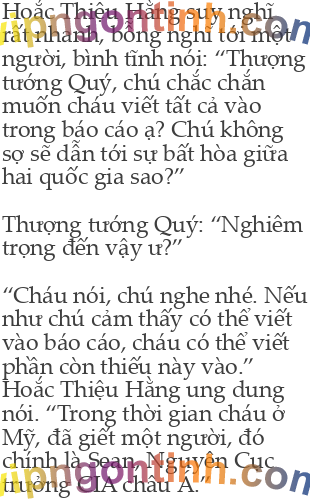 Hoắc Thiệu Hằng suy nghĩ
rất nhanh, bỗng nghĩ tới một
người, bình tĩnh nói: “Thượng
tướng Quý, chú chắc chắn
muốn cháu viết tất cả vào
trong báo cáo ạ? Chú không
sợ sẽ dẫn tới sự bất hòa giữa
hai quốc gia sao?”
Thượng tướng Quý: “Nghiêm
trọng đến vậy ư?”
“Cháu nói, chú nghe nhé. Nếu
như chú cảm thấy có thể viết
vào báo cáo, cháu có thể viết
phần còn thiếu này vào.”
Hoắc Thiệu Hằng ung dung
nói. “Trong thời gian cháu ở
Mỹ, đã giết một người, đó
chính là Sean, Nguyên Cục
trưởng CIA châu Á.”
vipngontinh.com
vipngontinh.com